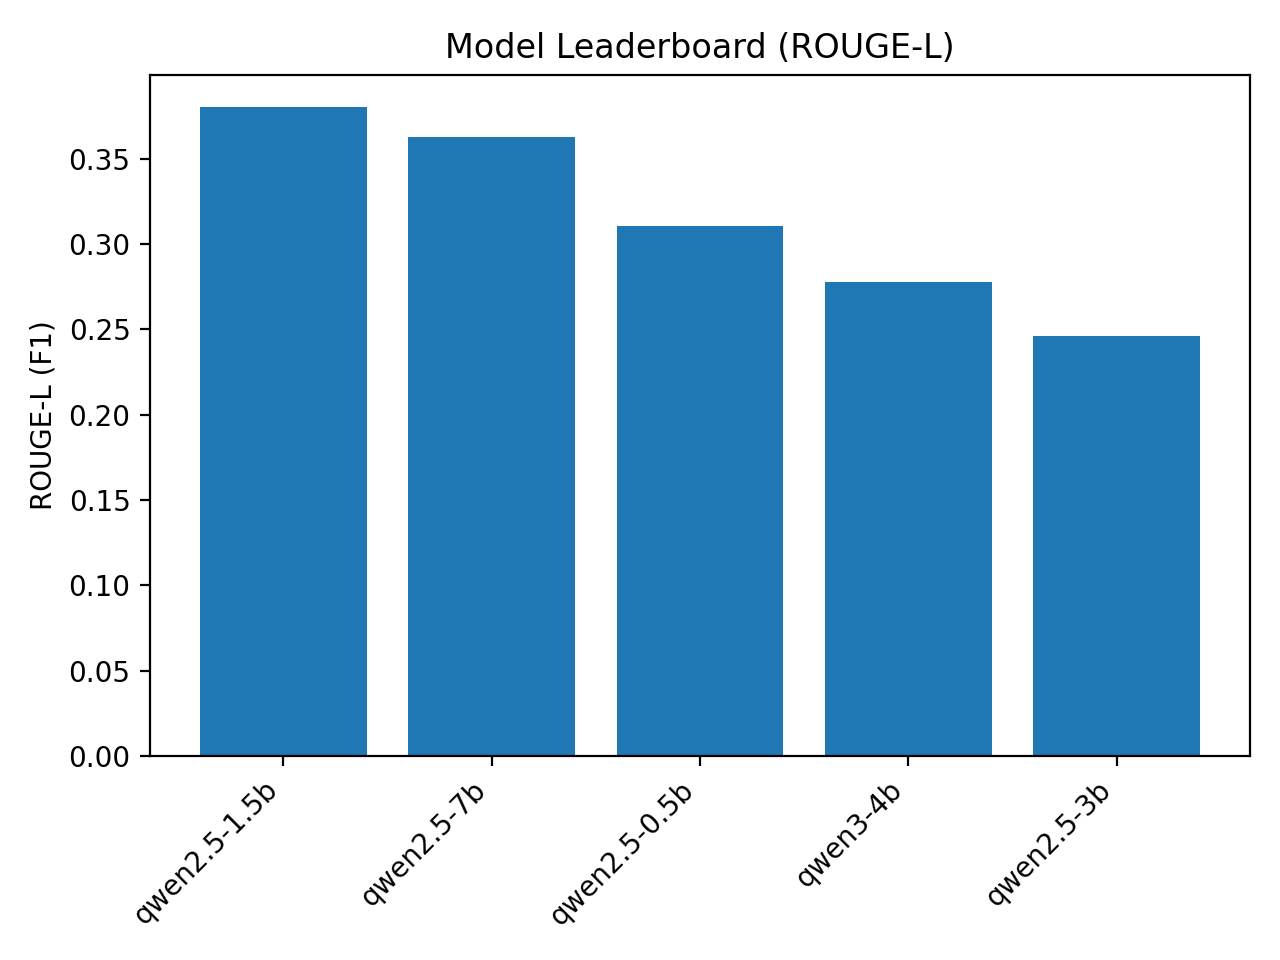 Model Leaderboard (ROUGE-L)
ROUGE-L (F1)
0.35
0.30
0.25
0.20
0.15
0.10
0.05
0.00
qwen2.5-1.5b
qwen2.5-7b
qwen2.5-0.5b
qwen3-4b
qwen2.5-3b